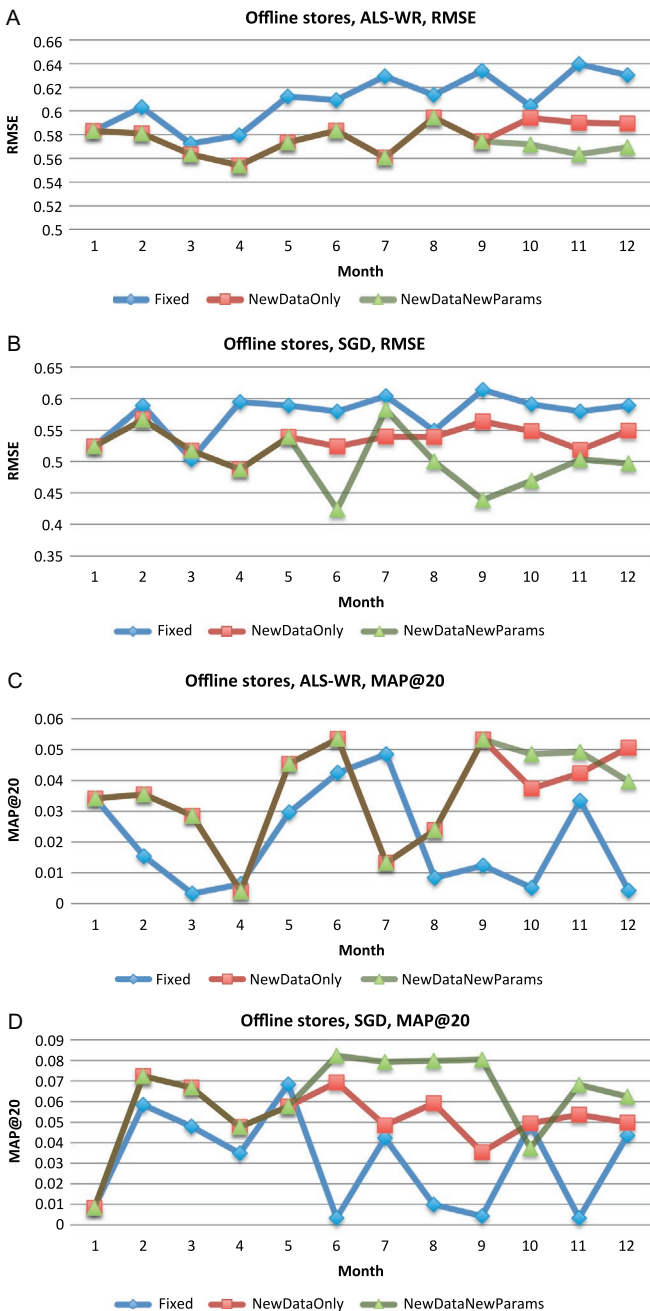 A
Offline stores, ALS-WR, RMSE
0.66
0.64
0.62
0.6
0.58
0.56
0.54
0.52
0.5
RMSE
1 2 3 4 5 6 7 8 9 10 11 12
Month
Fixed NewDataOnly NewDataNewParams
B
Offline stores, SGD, RMSE
0.65
0.6
0.55
0.5
0.45
0.4
0.35
RMSE
1 2 3 4 5 6 7 8 9 10 11 12
Month
Fixed NewDataOnly NewDataNewParams
C
Offline stores, ALS-WR, MAP@20
0.06
0.05
0.04
0.03
0.02
0.01
0
MAP@20
1 2 3 4 5 6 7 8 9 10 11 12
Month
Fixed NewDataOnly NewDataNewParams
D
Offline stores, SGD, MAP@20
0.09
0.08
0.07
0.06
0.05
0.04
0.03
0.02
0.01
0
MAP@20
1 2 3 4 5 6 7 8 9 10 11 12
Month
Fixed NewDataOnly NewDataNewParams